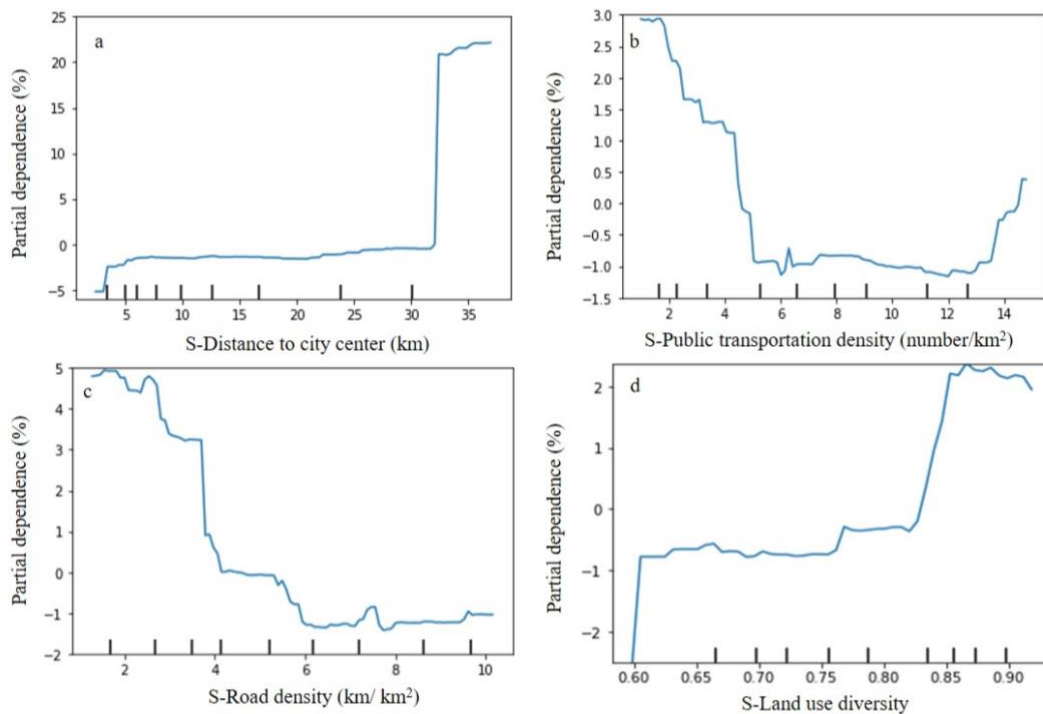 a
Partial dependence (%)
25
20
15
10
5
0
−5
5 10 15 20 25 30 35
S-Distance to city center (km)
b
Partial dependence (%)
3.0
2.5
2.0
1.5
1.0
0.5
0.0
−0.5
−1.0
−1.5
2 4 6 8 10 12 14
S-Public transportation density (number/km²)
c
Partial dependence (%)
5
4
3
2
1
0
−1
−2
2 4 6 8 10
S-Road density (km/ km²)
d
Partial dependence (%)
2
1
0
−1
−2
0.60 0.65 0.70 0.75 0.80 0.85 0.90
S-Land use diversity